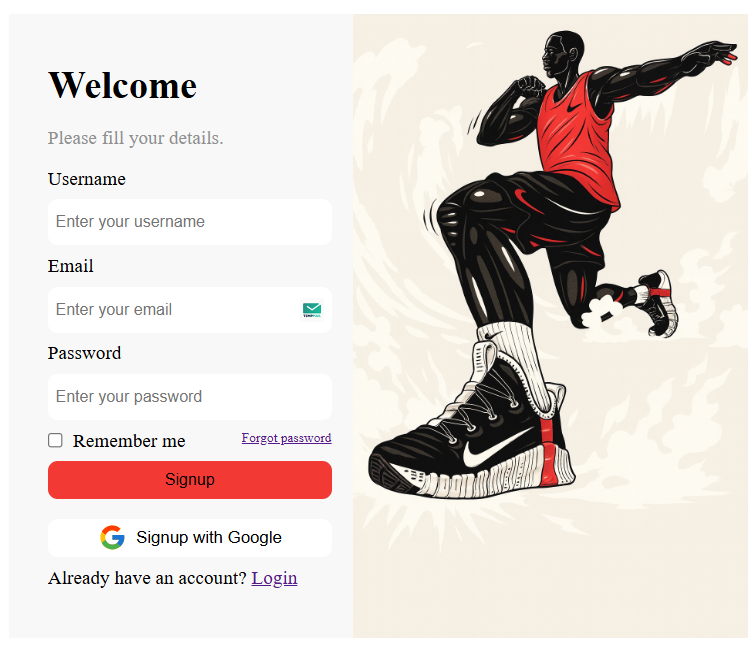 Welcome
Please fill your details.
Username
Enter your username
Email
Enter your email
Password
Enter your password
Remember me
Forgot password
Signup
Signup with Google
Already have an account? Login